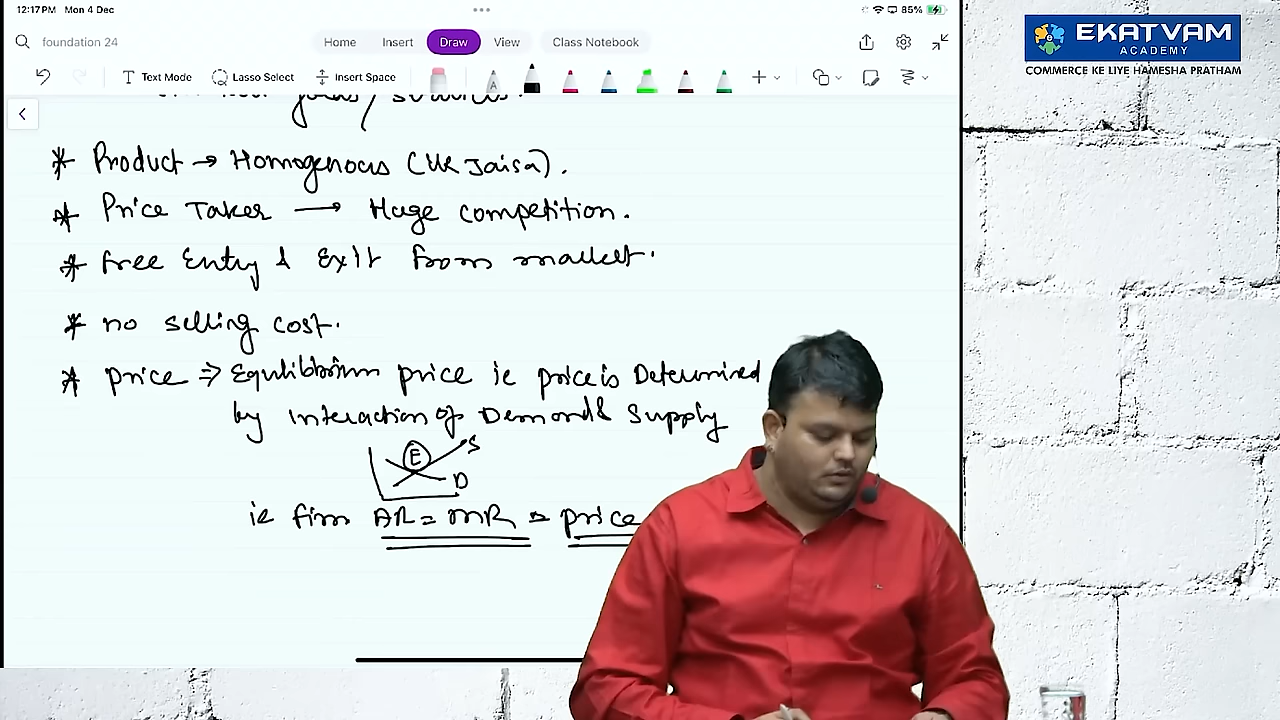 12:17 PM Mon 4 Dec
85%
foundation 24
Home Insert Draw View Class Notebook
Text Mode Lasso Select Insert Space
* Product → Homogenous (Uk Jaisa).
* Price Taker → Huge competition.
* free Entry & Exit from market.
* no selling cost.
* price ⇒ Equilibrium price ie price is Determined
by interaction of Demand & Supply
E S
D
ie firm AR = MR = price
EKATVAM
ACADEMY
COMMERCE KE LIYE HAMESHA PRATHAM